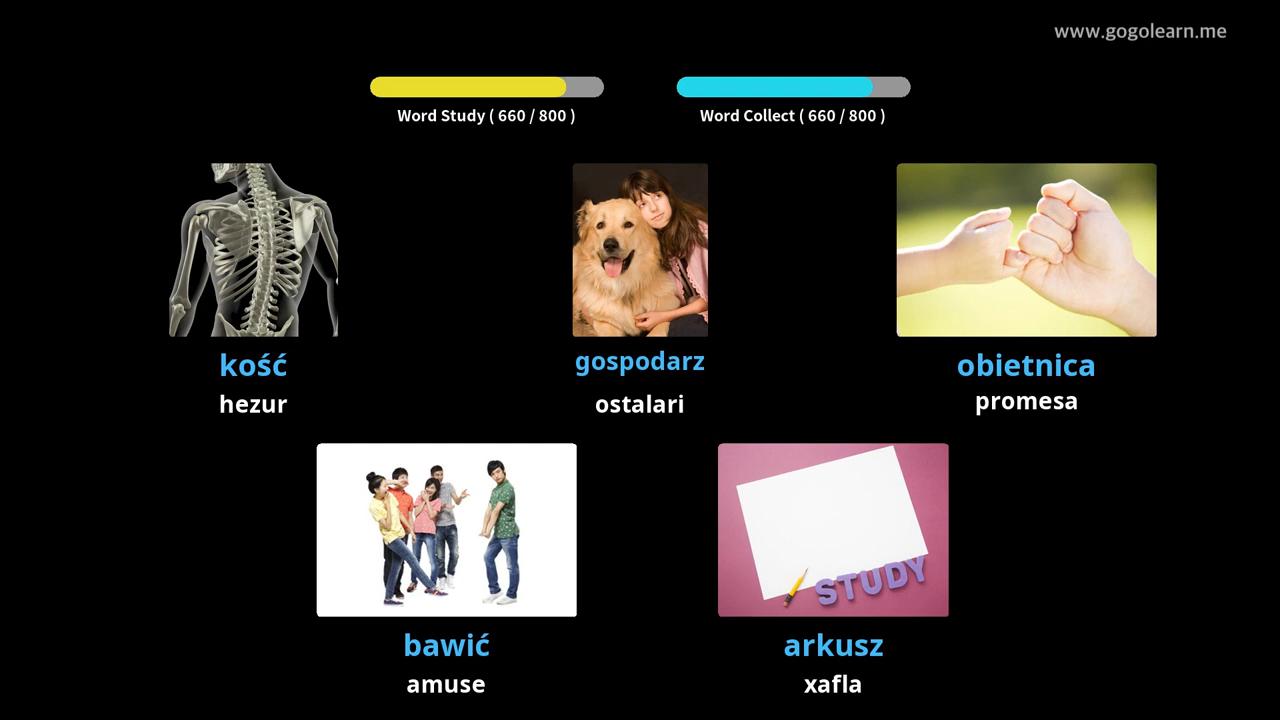 www.gogolearn.me
Word Study ( 660 / 800 )
Word Collect ( 660 / 800 )
kość
gospodarz
obietnica
hezur
ostalari
promesa
STUDY
bawić
arkusz
amuse
xafla